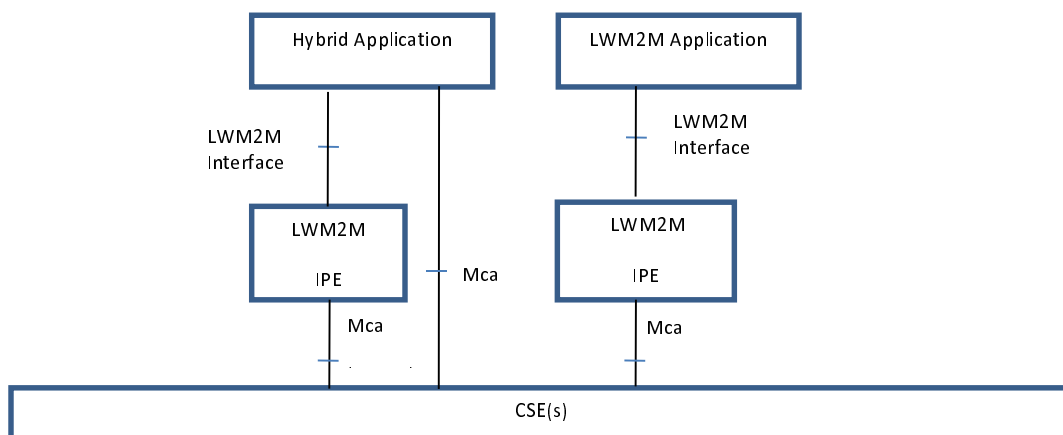 Hybrid Application
LWM2M Application
LWM2M
Interface
LWM2M
Interface
LWM2M
IPE
LWM2M
IPE
Mca
Mca
Mca
CSE(s)